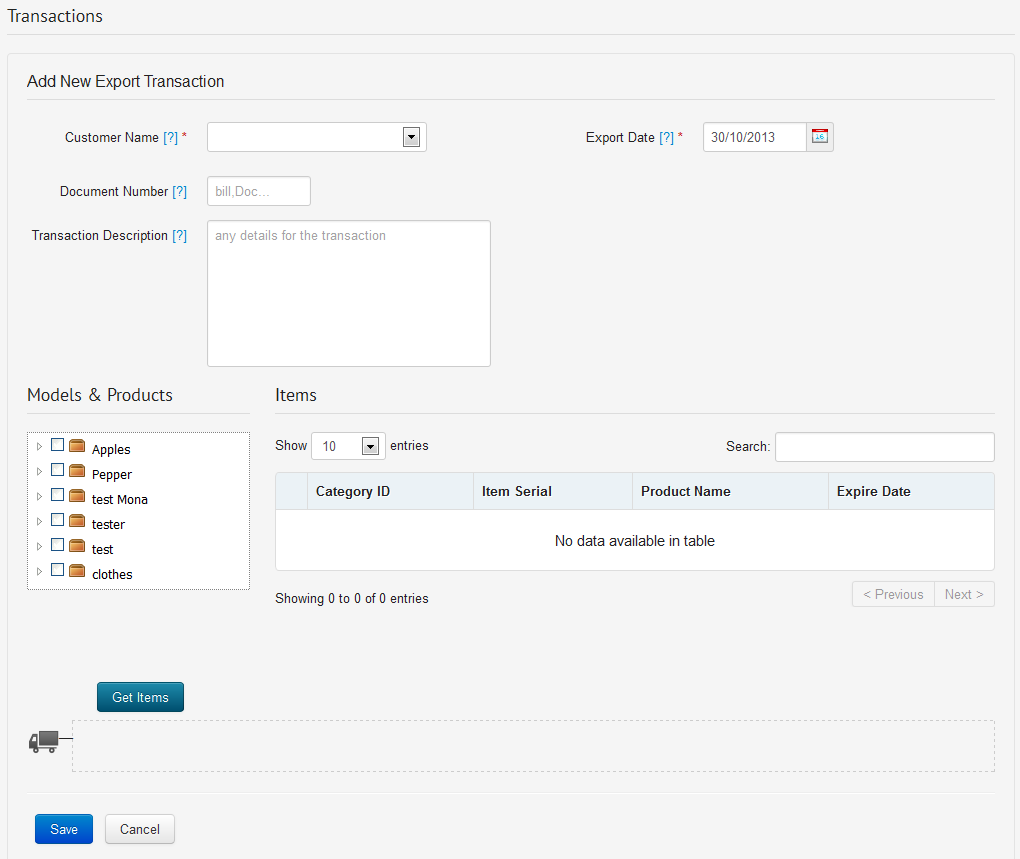 Transactions
Add New Export Transaction
Customer Name [?] *
Export Date [?] * 30/10/2013 16
Document Number [?] bill,Doc...
Transaction Description [?] any details for the transaction
Models & Products
Apples
Pepper
test Mona
tester
test
clothes
Items
Show 10 entries Search:
Category ID Item Serial Product Name Expire Date
No data available in table
Showing 0 to 0 of 0 entries < Previous Next >
Get Items
Save Cancel